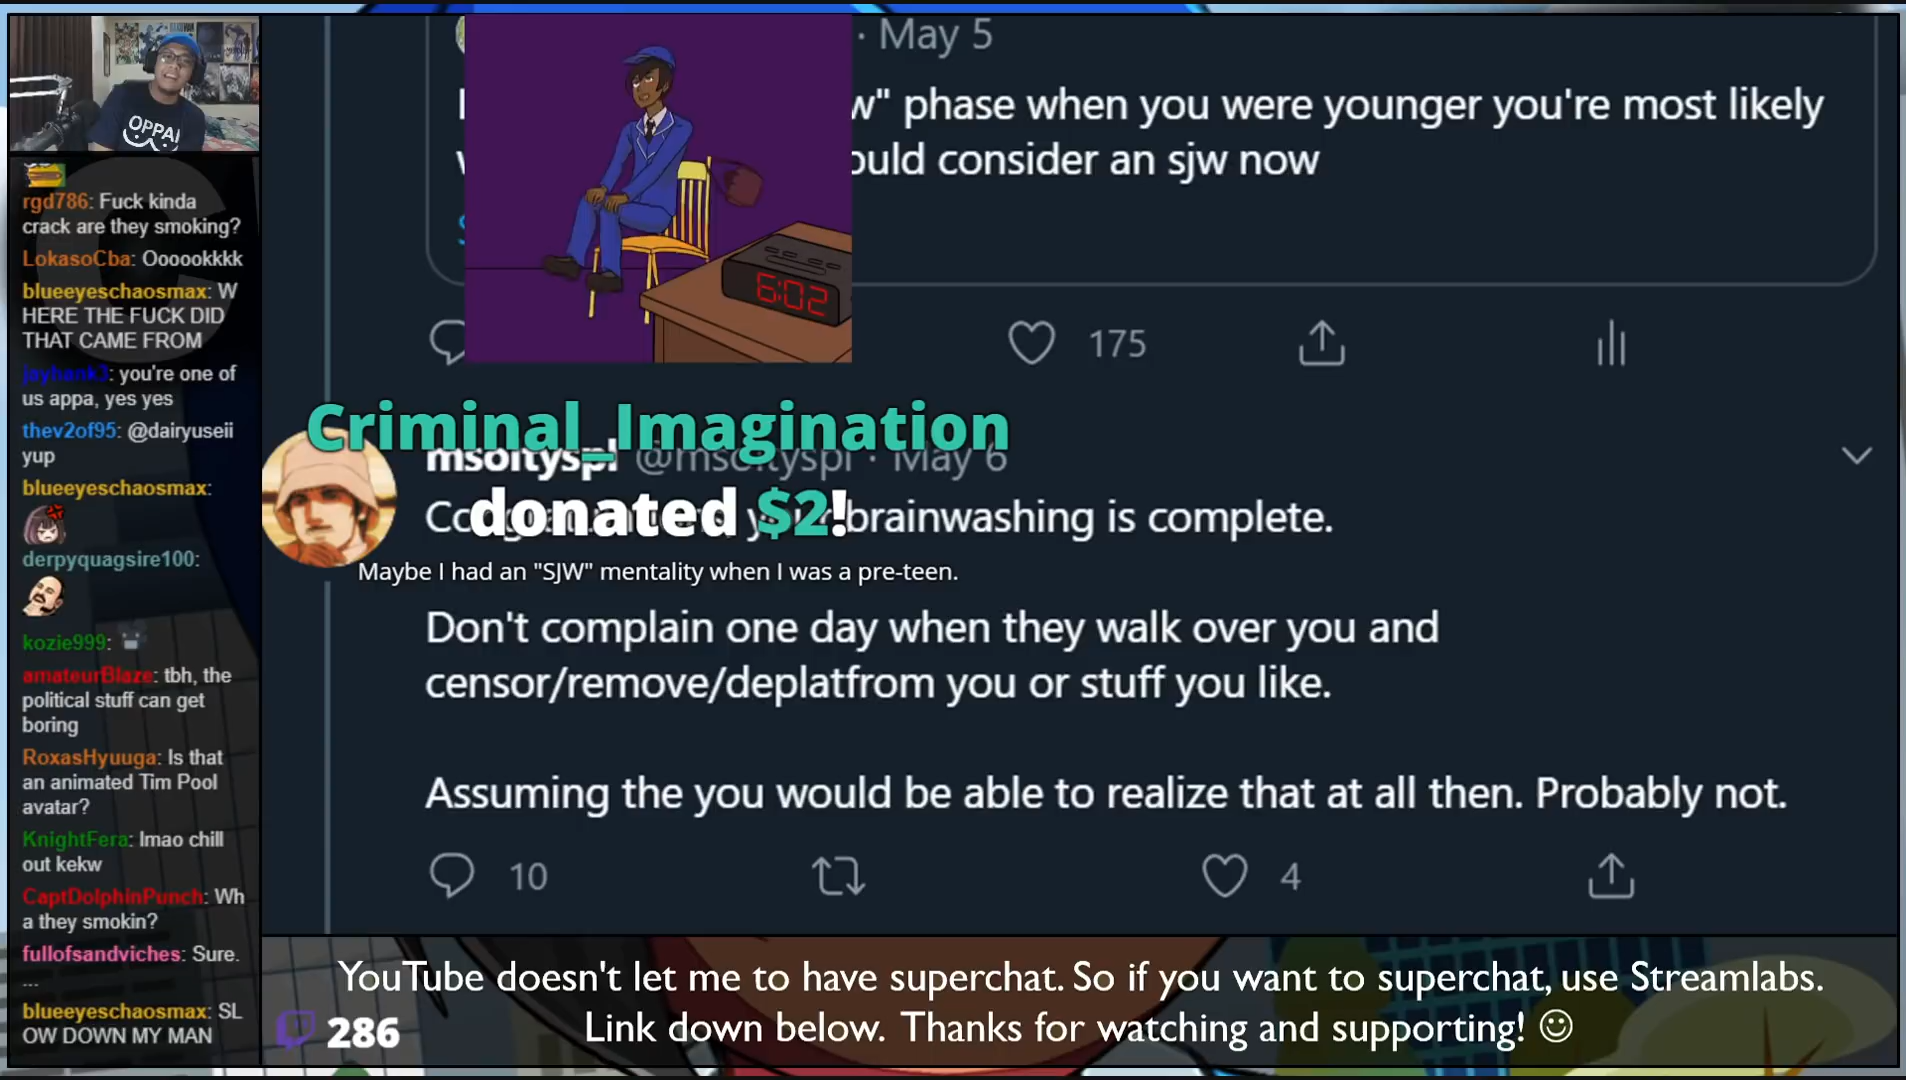 OPPAI
rgd786: Fuck kinda
crack are they smoking?
LokasoCba: Ooookkkk
blueeyeschaosmax: W
HERE THE FUCK DID
THAT CAME FROM
jayhank3: you're one of
us appa, yes yes
thev2of95: @dairyuseii
yup
blueeyeschaosmax:
derpyquagsire100:
kozie999:
amateurBlaze: tbh, the
political stuff can get
boring
RoxasHyuuga: Is that
an animated Tim Pool
avatar?
KnightFera: lmao chill
out kekw
CaptDolphinPunch: Wh
a they smokin?
fullofsandviches: Sure.
...
blueeyeschaosmax: SL
OW DOWN MY MAN
· May 5
w" phase when you were younger you're most likely
ould consider an sjw now
6:02
175
Criminal_Imagination
donated $2!
Maybe I had an "SJW" mentality when I was a pre-teen.
· May 6
brainwashing is complete.
Don't complain one day when they walk over you and
censor/remove/deplatfrom you or stuff you like.
Assuming the you would be able to realize that at all then. Probably not.
10
4
YouTube doesn't let me to have superchat. So if you want to superchat, use Streamlabs.
Link down below. Thanks for watching and supporting! ☺
286